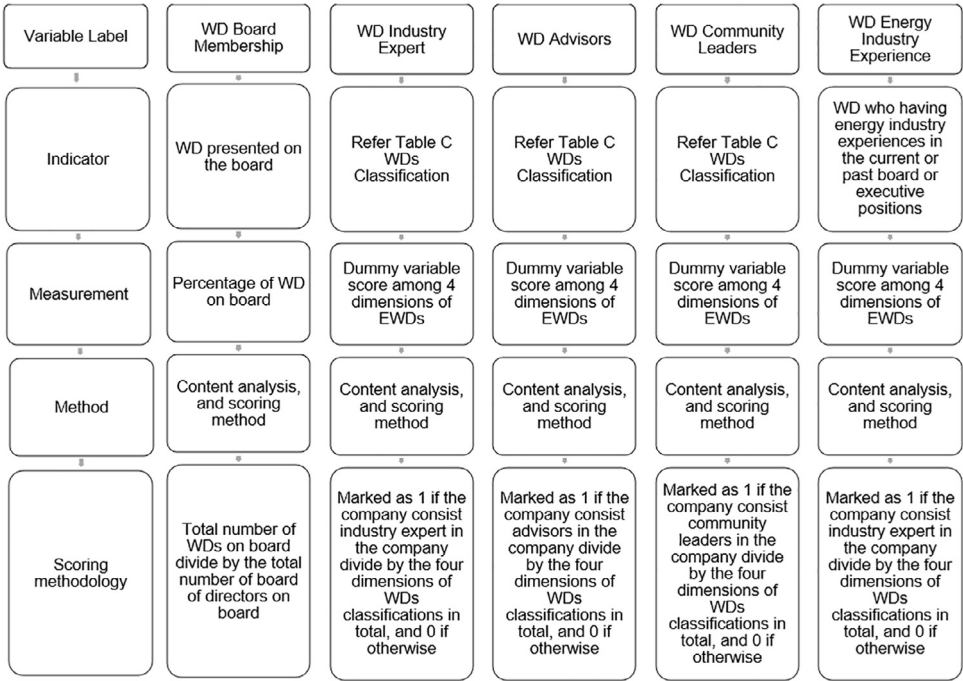 Variable Label
WD Board
Membership
WD Industry
Expert
WD Advisors
WD Community
Leaders
WD Energy
Industry
Experience
Indicator
WD presented on
the board
Refer Table C
WDs
Classification
Refer Table C
WDs
Classification
Refer Table C
WDs
Classification
WD who having
energy industry
experiences in
the current or
past board or
executive
positions
Measurement
Percentage of WD
on board
Dummy variable
score among 4
dimensions of
EWDs
Dummy variable
score among 4
dimensions of
EWDs
Dummy variable
score among 4
dimensions of
EWDs
Dummy variable
score among 4
dimensions of
EWDs
Method
Content analysis,
and scoring
method
Content analysis,
and scoring
method
Content analysis,
and scoring
method
Content analysis,
and scoring
method
Content analysis,
and scoring
method
Scoring
methodology
Total number of
WDs on board
divide by the total
number of board
of directors on
board
Marked as 1 if the
company consist
industry expert in
the company
divide by the four
dimensions of
WDs
classifications in
total, and 0 if
otherwise
Marked as 1 if the
company consist
advisors in the
company divide
by the four
dimensions of
WDs
classifications in
total, and 0 if
otherwise
Marked as 1 if the
company consist
community
leaders in the
company divide
by the four
dimensions of
WDs
classifications in
total, and 0 if
otherwise
Marked as 1 if the
company consist
industry expert in
the company
divide by the four
dimensions of
WDs
classifications in
total, and 0 if
otherwise